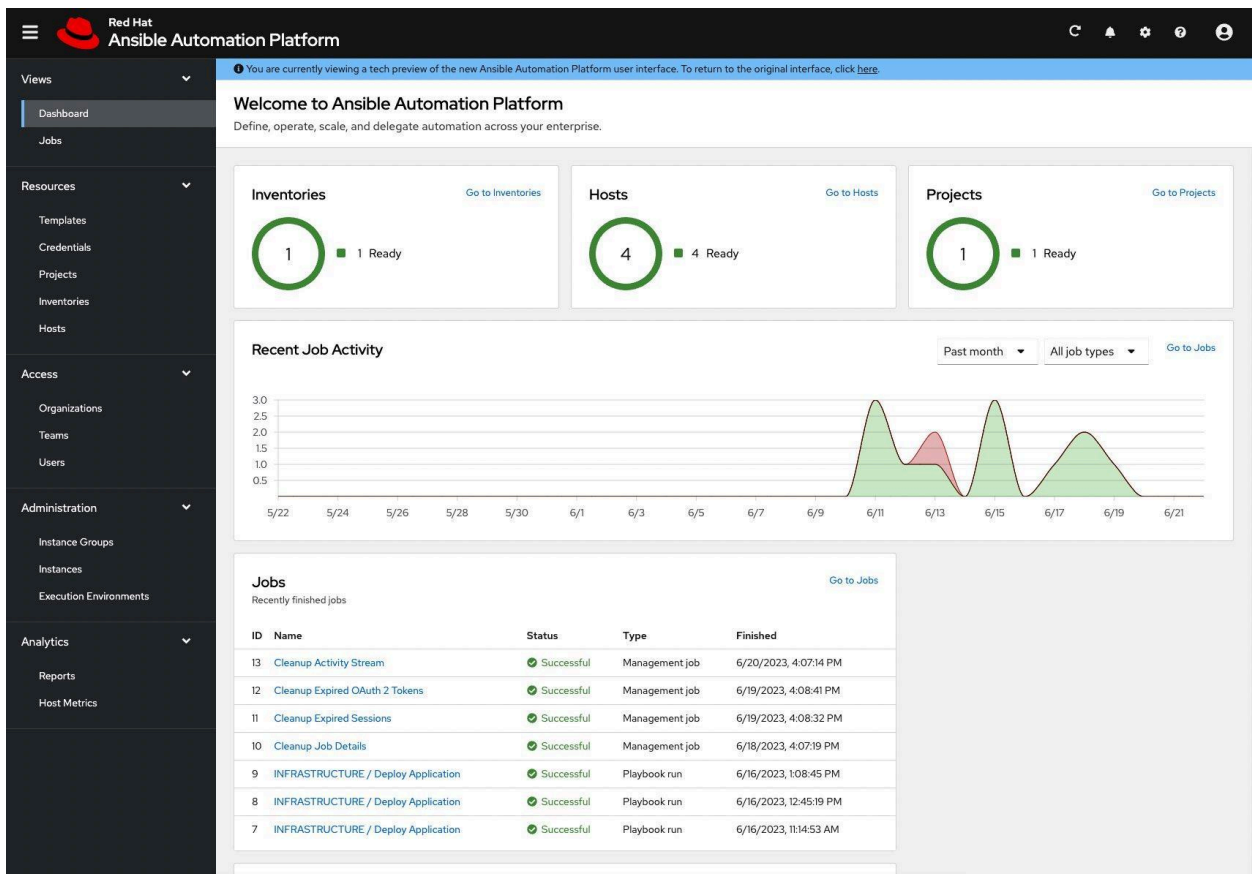 Red Hat
Ansible Automation Platform
Views
Dashboard
Jobs
Resources
Templates
Credentials
Projects
Inventories
Hosts
Access
Organizations
Teams
Users
Administration
Instance Groups
Instances
Execution Environments
Analytics
Reports
Host Metrics
You are currently viewing a tech preview of the new Ansible Automation Platform user interface. To return to the original interface, click here.
Welcome to Ansible Automation Platform
Define, operate, scale, and delegate automation across your enterprise.
Inventories Go to Inventories
1 1 Ready
Hosts Go to Hosts
4 4 Ready
Projects Go to Projects
1 1 Ready
Recent Job Activity Past month All job types Go to Jobs
3.0
2.5
2.0
1.5
1.0
0.5
5/22 5/24 5/26 5/28 5/30 6/1 6/3 6/5 6/7 6/9 6/11 6/13 6/15 6/17 6/19 6/21
Jobs Go to Jobs
Recently finished jobs
ID Name Status Type Finished
13 Cleanup Activity Stream Successful Management job 6/20/2023, 4:07:14 PM
12 Cleanup Expired OAuth 2 Tokens Successful Management job 6/19/2023, 4:08:41 PM
11 Cleanup Expired Sessions Successful Management job 6/19/2023, 4:08:32 PM
10 Cleanup Job Details Successful Management job 6/18/2023, 4:07:19 PM
9 INFRASTRUCTURE / Deploy Application Successful Playbook run 6/16/2023, 1:08:45 PM
8 INFRASTRUCTURE / Deploy Application Successful Playbook run 6/16/2023, 12:45:19 PM
7 INFRASTRUCTURE / Deploy Application Successful Playbook run 6/16/2023, 11:14:53 AM